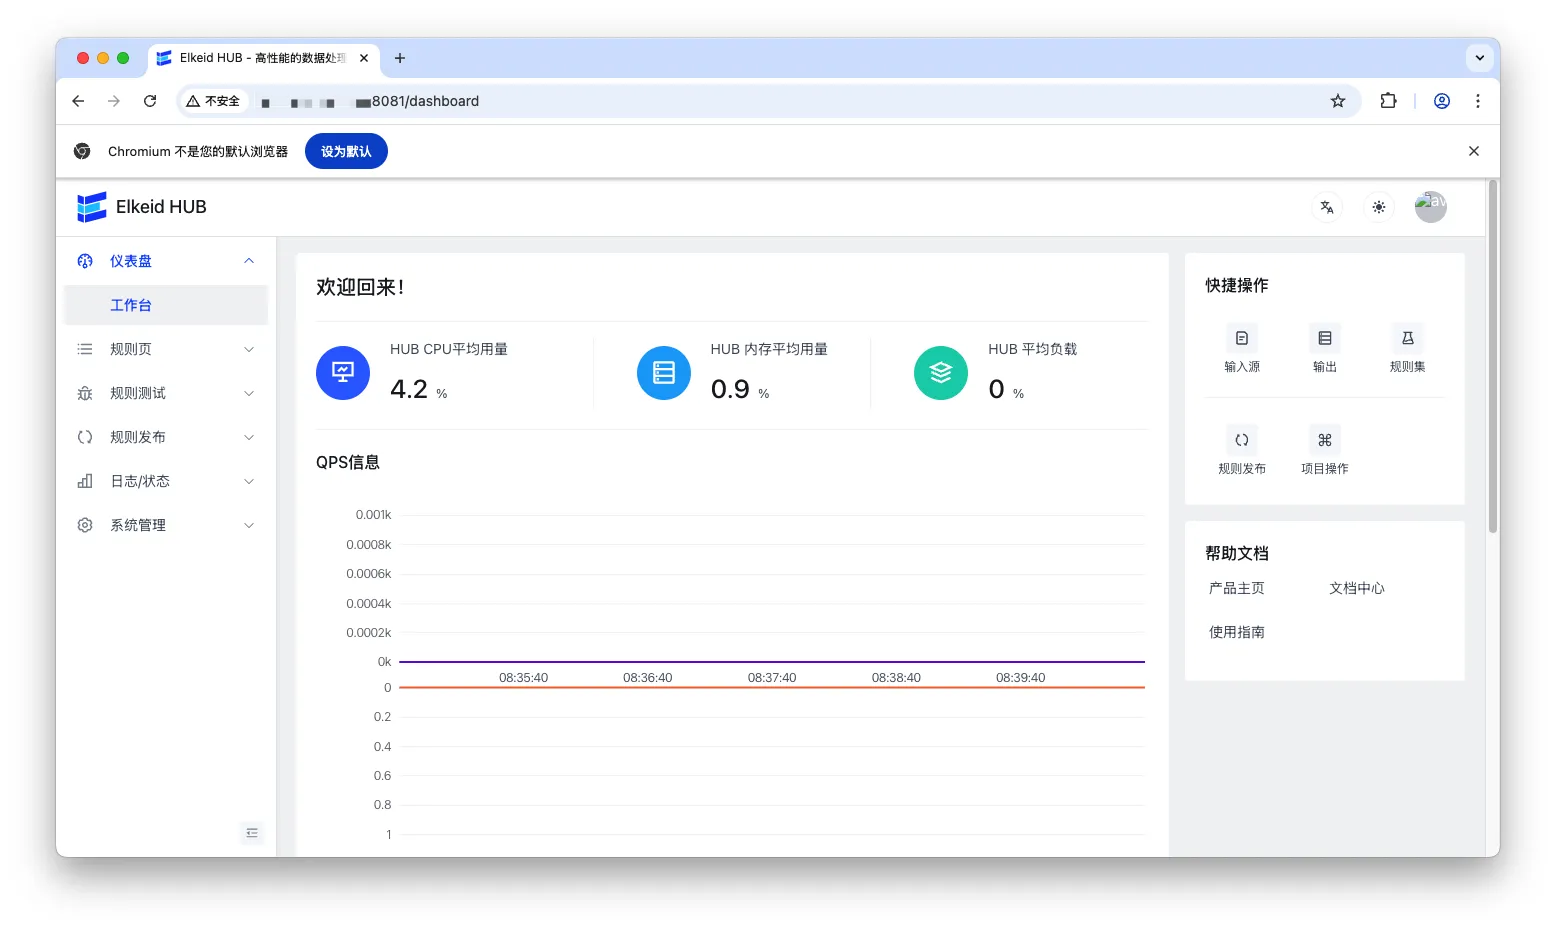 Elkeid HUB - 高性能的数据处理
不安全
8081/dashboard
Chromium 不是您的默认浏览器
设为默认
Elkeid HUB
仪表盘
工作台
规则页
规则测试
规则发布
日志/状态
系统管理
欢迎回来！
HUB CPU平均用量
4.2 %
HUB 内存平均用量
0.9 %
HUB 平均负载
0 %
QPS信息
0.001k
0.0008k
0.0006k
0.0004k
0.0002k
0k
08:35:40 08:36:40 08:37:40 08:38:40 08:39:40
0
0.2
0.4
0.6
0.8
1
快捷操作
输入源 输出 规则集
规则发布 项目操作
帮助文档
产品主页 文档中心
使用指南